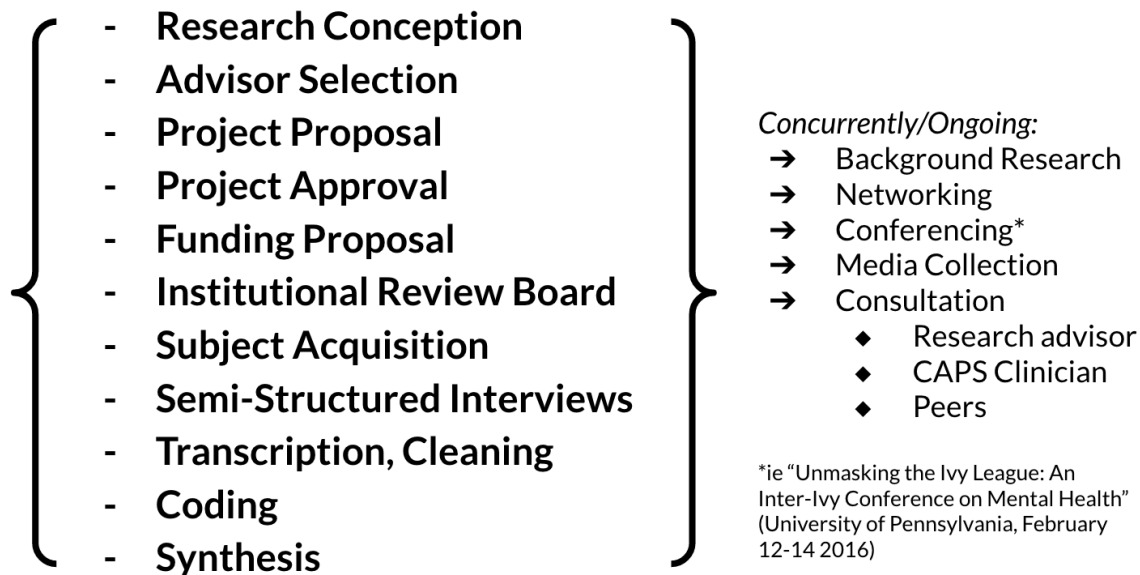 - Research Conception
- Advisor Selection
- Project Proposal
- Project Approval
- Funding Proposal
- Institutional Review Board
- Subject Acquisition
- Semi-Structured Interviews
- Transcription, Cleaning
- Coding
- Synthesis
Concurrently/Ongoing:
➔ Background Research
➔ Networking
➔ Conferencing*
➔ Media Collection
➔ Consultation
◆ Research advisor
◆ CAPS Clinician
◆ Peers
*ie “Unmasking the Ivy League: An
Inter-Ivy Conference on Mental Health”
(University of Pennsylvania, February
12-14 2016)